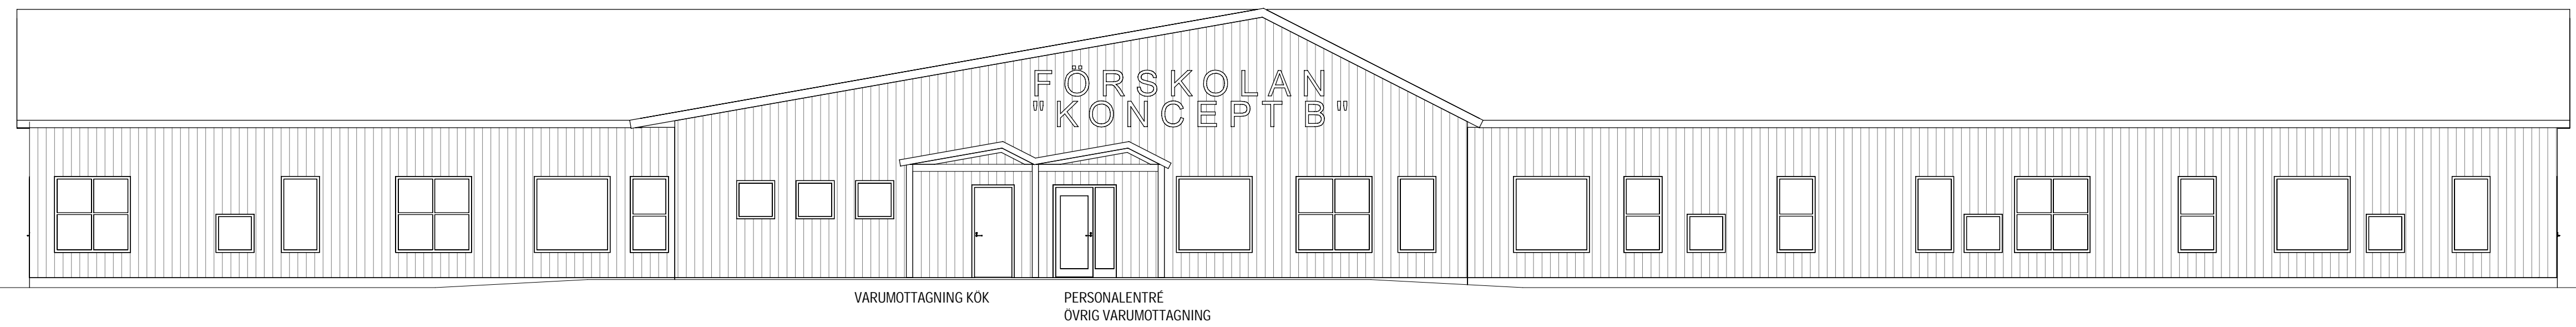 FÖRSKOLAN
"KONCEPT B"
VARUMOTTAGNING KÖK
PERSONALENTRÉ
ÖVRIG VARUMOTTAGNING